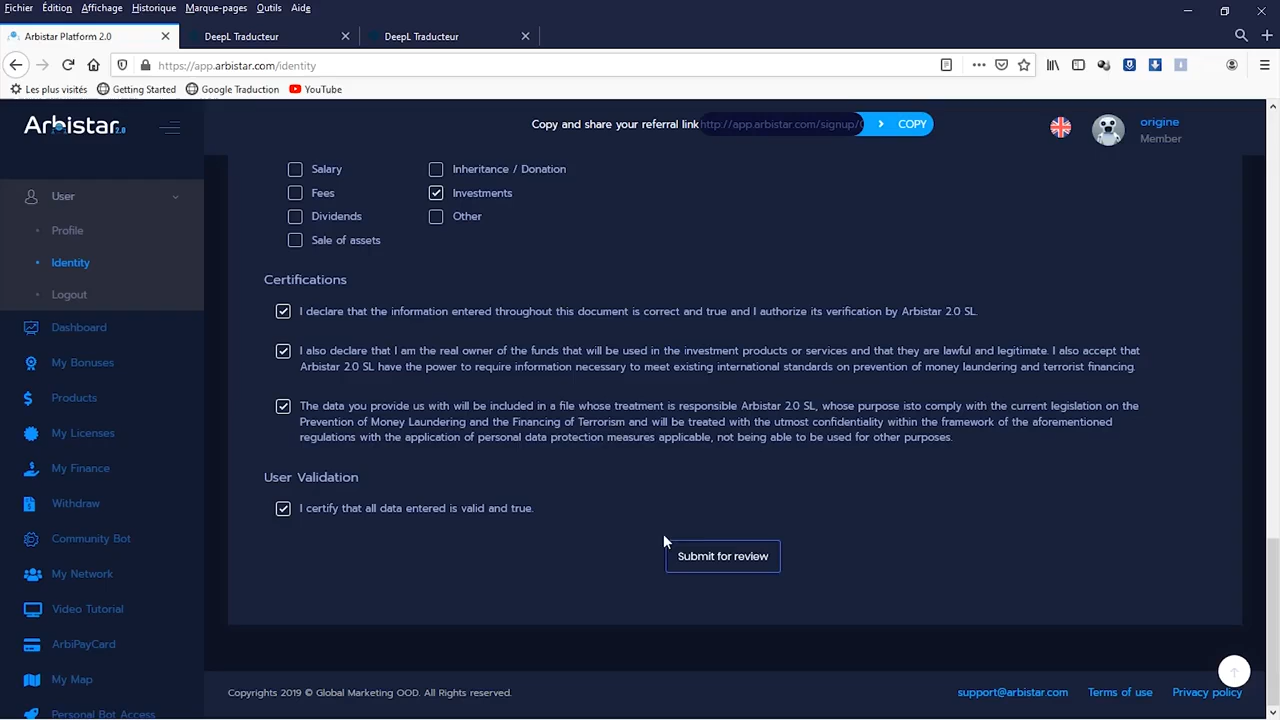 Fichier Édition Affichage Historique Marque-pages Outils Aide
Arbistar Platform 2.0
DeepL Traducteur
DeepL Traducteur
https://app.arbistar.com/identity
Les plus visités Getting Started Google Traduction YouTube
Arbistar 2.0
Copy and share your referral link http://app.arbistar.com/signup/ COPY
origine
Member
User
Profile
Identity
Logout
Dashboard
My Bonuses
Products
My Licenses
My Finance
Withdraw
Community Bot
My Network
Video Tutorial
ArbiPayCard
My Map
Personal Bot Access
Salary
Inheritance / Donation
Fees
Investments
Dividends
Other
Sale of assets
Certifications
I declare that the information entered throughout this document is correct and true and I authorize its verification by Arbistar 2.0 SL.
I also declare that I am the real owner of the funds that will be used in the investment products or services and that they are lawful and legitimate. I also accept that
Arbistar 2.0 SL have the power to require information necessary to meet existing international standards on prevention of money laundering and terrorist financing.
The data you provide us with will be included in a file whose treatment is responsible Arbistar 2.0 SL, whose purpose isto comply with the current legislation on the
Prevention of Money Laundering and the Financing of Terrorism and will be treated with the utmost confidentiality within the framework of the aforementioned
regulations with the application of personal data protection measures applicable, not being able to be used for other purposes.
User Validation
I certify that all data entered is valid and true.
Submit for review
Copyrights 2019 © Global Marketing OOD. All Rights reserved.
support@arbistar.com
Terms of use
Privacy policy